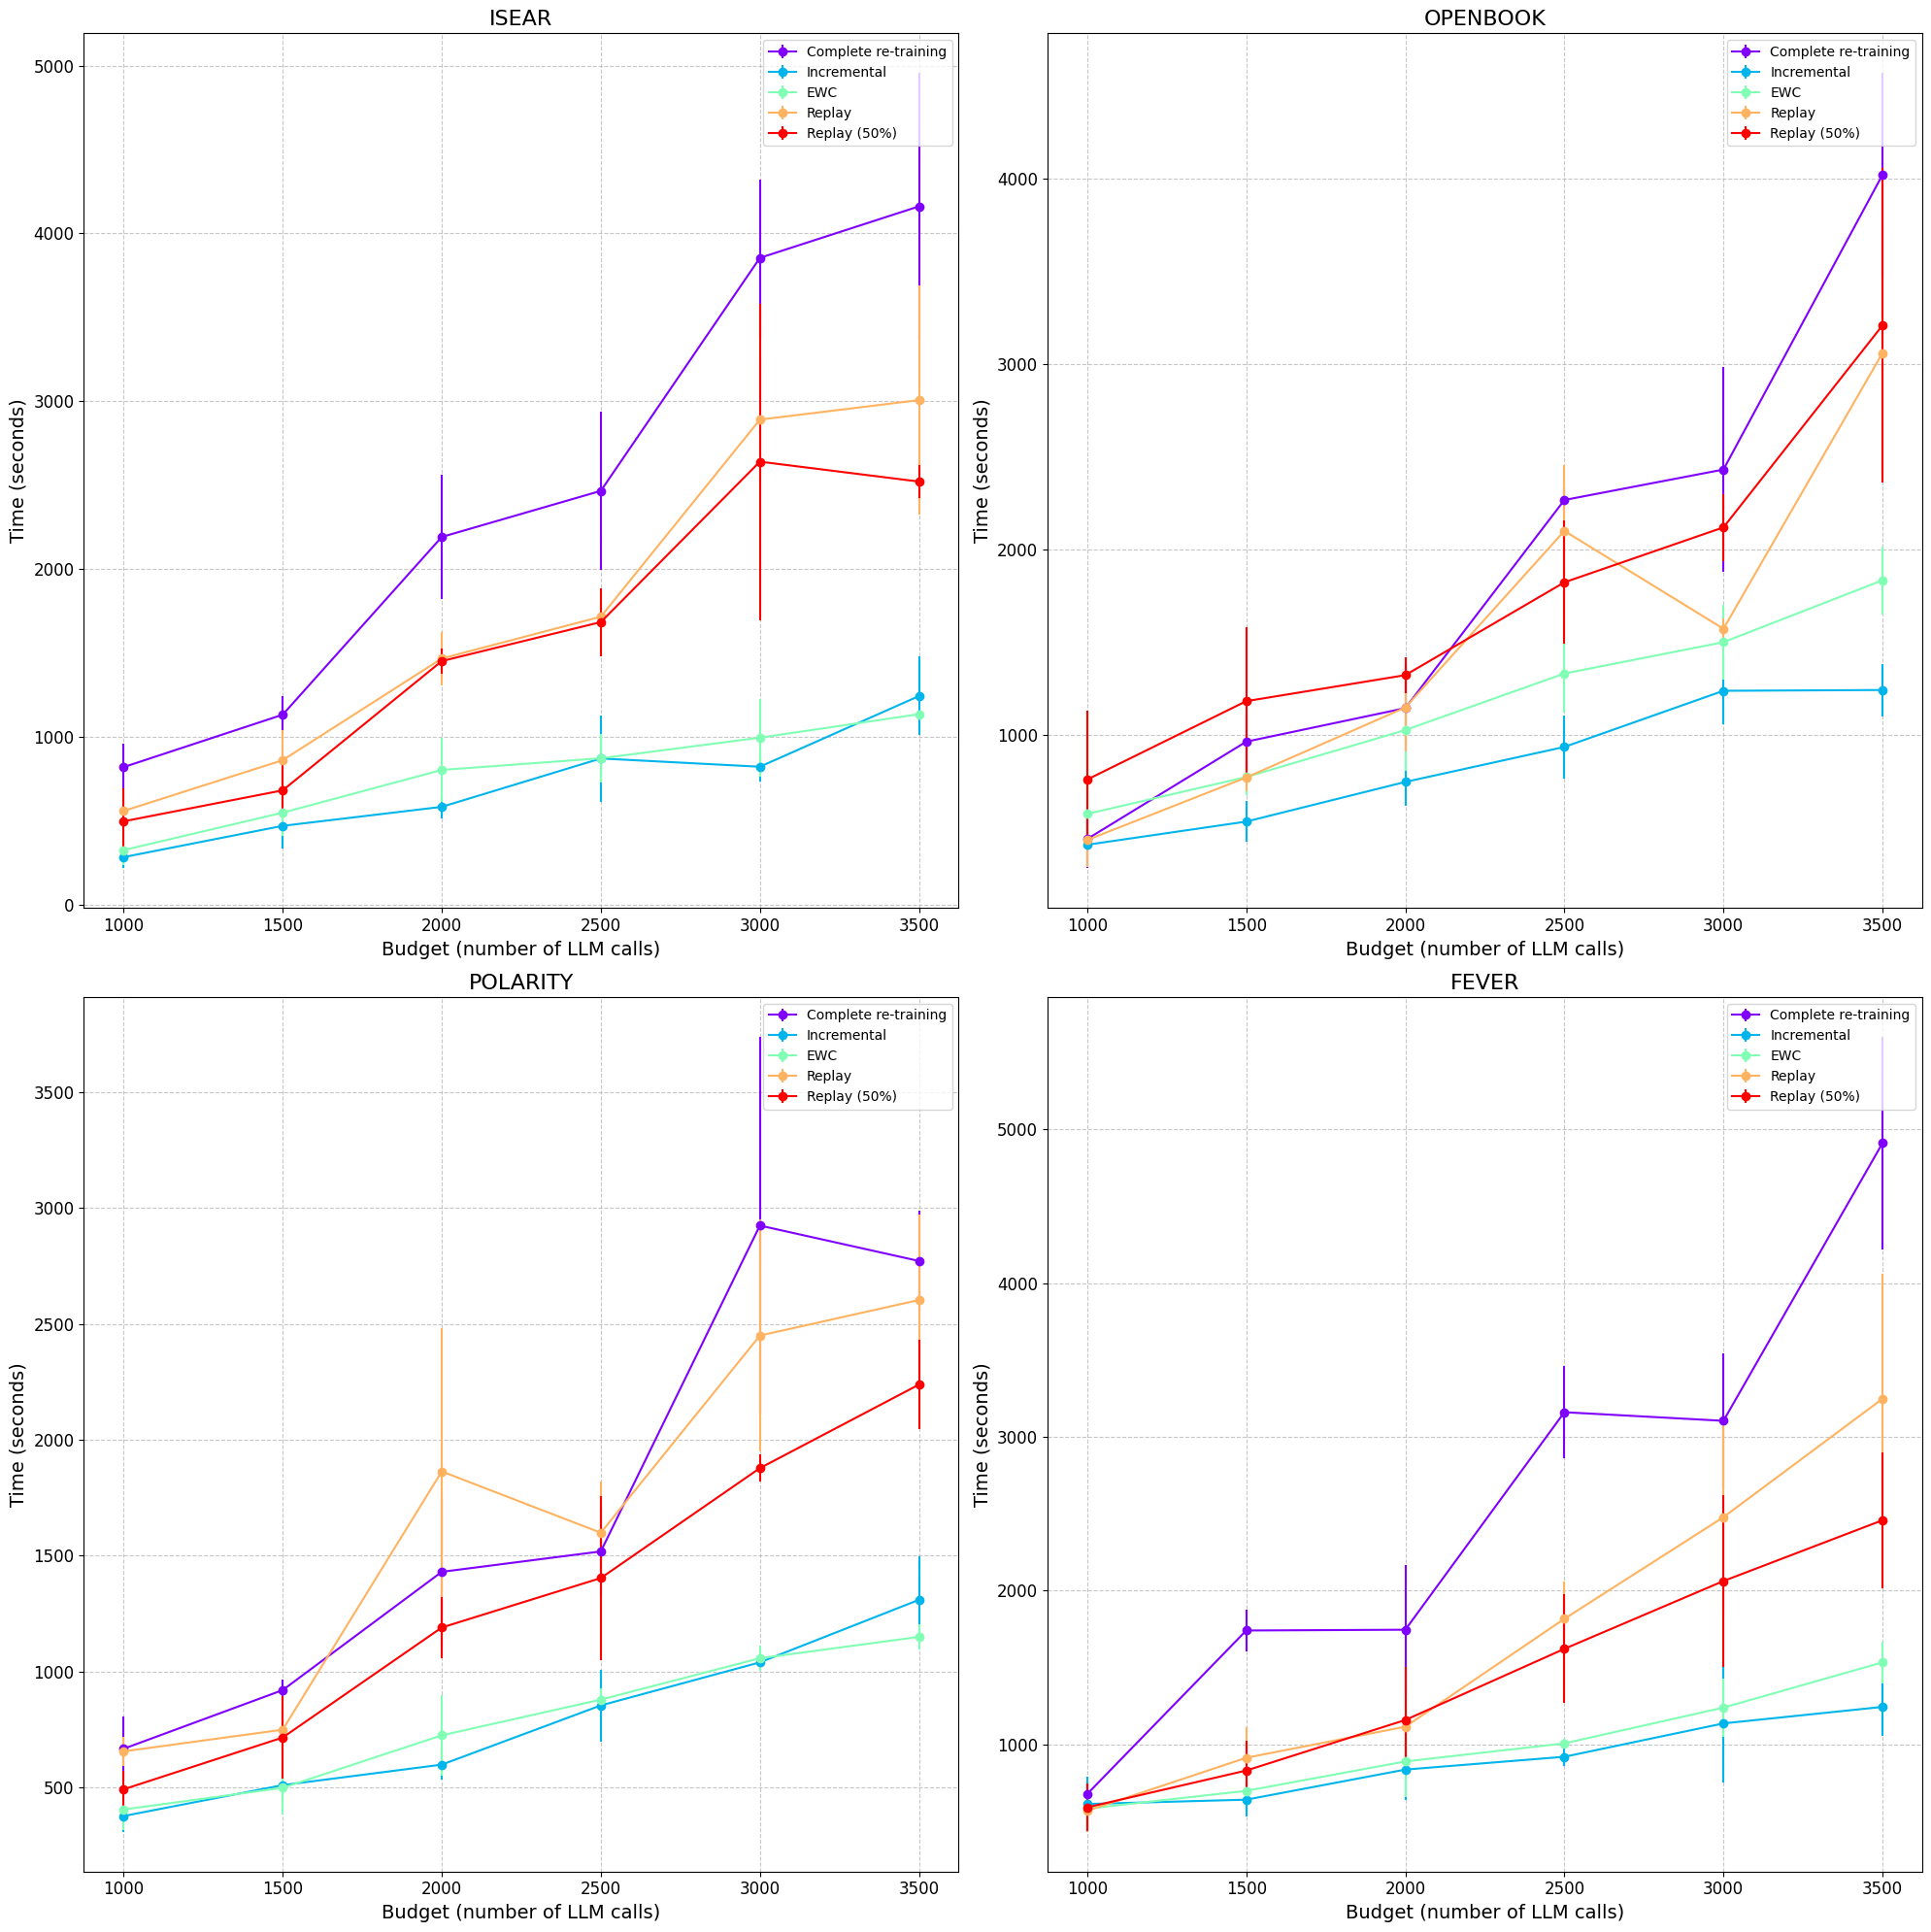 ISEAR
Time (seconds)
5000
4000
3000
2000
1000
0
Complete re-training
Incremental
EWC
Replay
Replay (50%)
1000 1500 2000 2500 3000 3500
Budget (number of LLM calls)
OPENBOOK
Time (seconds)
4000
3000
2000
1000
Complete re-training
Incremental
EWC
Replay
Replay (50%)
1000 1500 2000 2500 3000 3500
Budget (number of LLM calls)
POLARITY
Time (seconds)
3500
3000
2500
2000
1500
1000
500
Complete re-training
Incremental
EWC
Replay
Replay (50%)
1000 1500 2000 2500 3000 3500
Budget (number of LLM calls)
FEVER
Time (seconds)
5000
4000
3000
2000
1000
Complete re-training
Incremental
EWC
Replay
Replay (50%)
1000 1500 2000 2500 3000 3500
Budget (number of LLM calls)